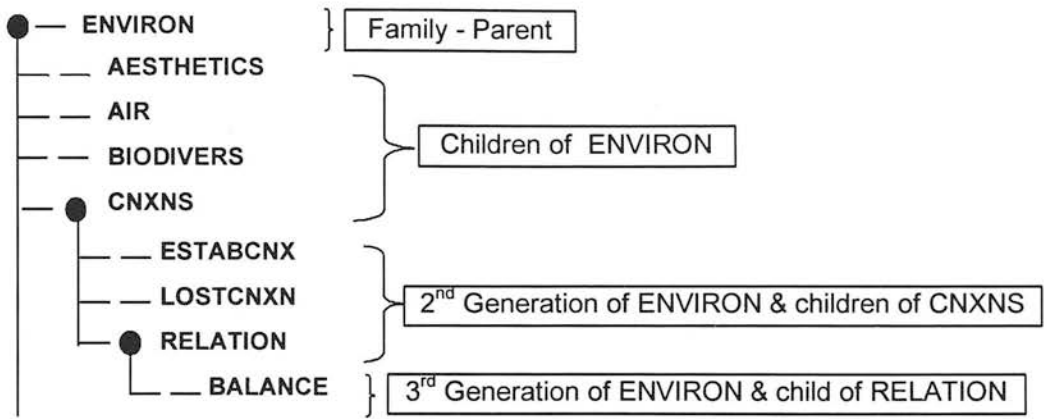 ENVIRON Family - Parent
AESTHETICS
AIR
BIODIVERS Children of ENVIRON
CNXNS
ESTABCNX
LOSTCNXN 2nd Generation of ENVIRON & children of CNXNS
RELATION
BALANCE 3rd Generation of ENVIRON & child of RELATION